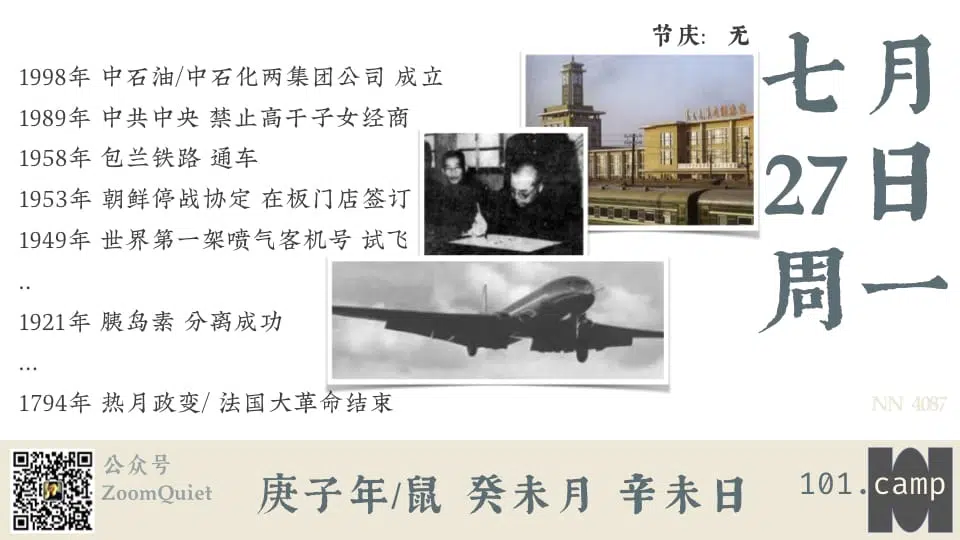 节庆: 无
七月
27日
周一
1998年 中石油/中石化两集团公司 成立
1989年 中共中央 禁止高干子女经商
1958年 包兰铁路 通车
1953年 朝鲜停战协定 在板门店签订
1949年 世界第一架喷气客机号 试飞
..
1921年 胰岛素 分离成功
...
1794年 热月政变/ 法国大革命结束
NN 4087
公众号
ZoomQuiet
庚子年/鼠 癸未月 辛未日
101.camp